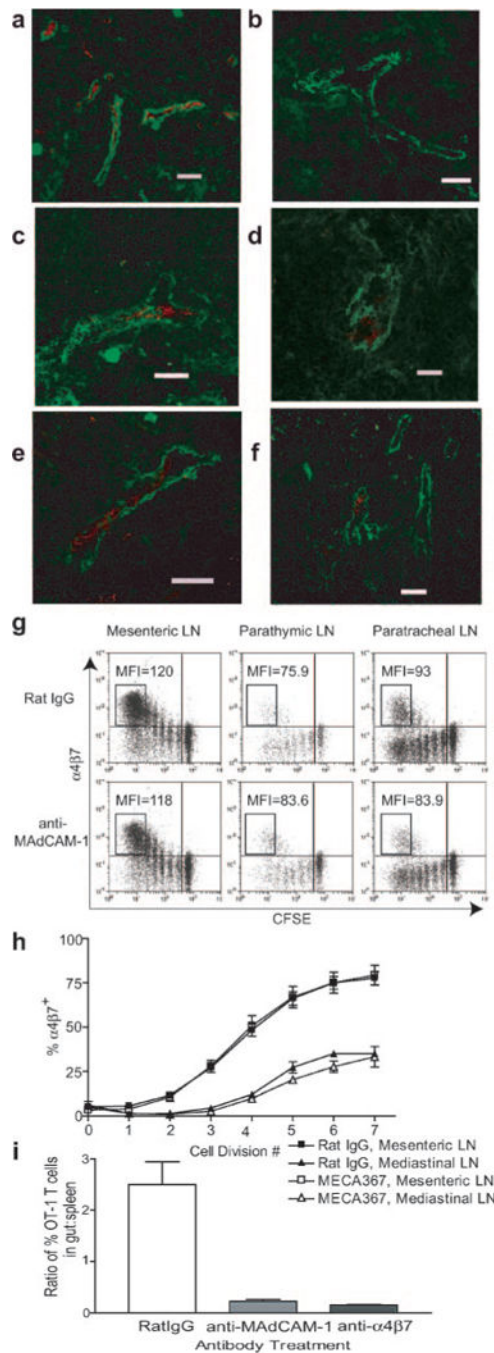 a
b
c
d
e
f
g
Mesenteric LN Parathymic LN Paratracheal LN
Rat IgG
MFI=120 MFI=75.9 MFI=93
α4β7
anti-
MAdCAM-1
MFI=118 MFI=83.6 MFI=83.9
CFSE
h
100
75
50
25
0
% α4β7+
0 1 2 3 4 5 6 7
Cell Division #
Rat IgG, Mesenteric LN
Rat IgG, Mediastinal LN
MECA367, Mesenteric LN
MECA367, Mediastinal LN
i
Ratio of % OT-1 T cells
in gut:spleen
3
2
1
0
RatIgG anti-MAdCAM-1 anti-α4β7
Antibody Treatment